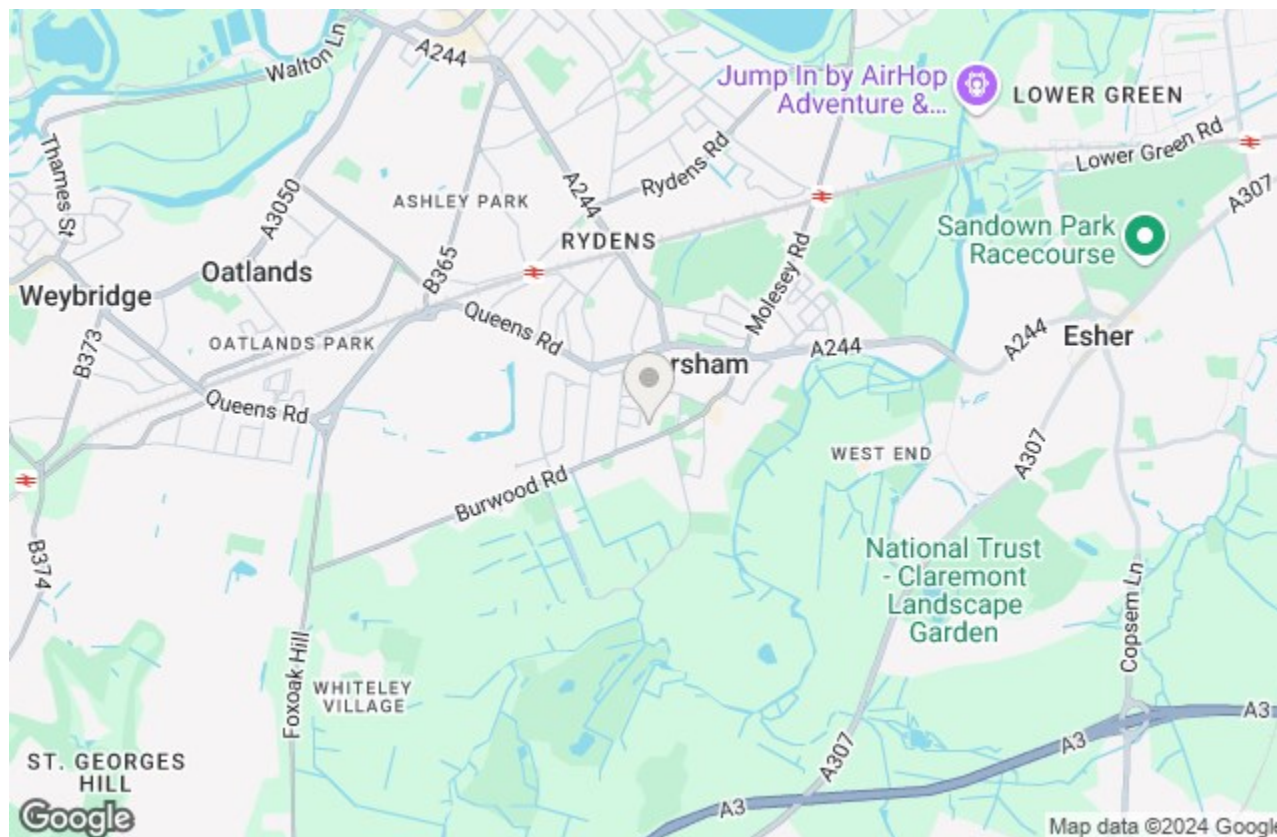 Walton Ln
A244
Jump In by AirHop
Adventure &...
LOWER GREEN
Thames St
A3050
ASHLEY PARK
A244
Rydens Rd
Lower Green Rd
A307
RYDENS
Sandown Park
Racecourse
Oatlands
B365
Weybridge
Queens Rd
Molesey Rd
B373
OATLANDS PARK
rsham
A244
A244
Esher
Queens Rd
WEST END
A307
Burwood Rd
B374
National Trust
- Claremont
Landscape
Garden
Copsem Ln
Foxoak Hill
WHITELEY
VILLAGE
A307
A3
A3
ST. GEORGES
HILL
A3
Google
Map data ©2024 Google